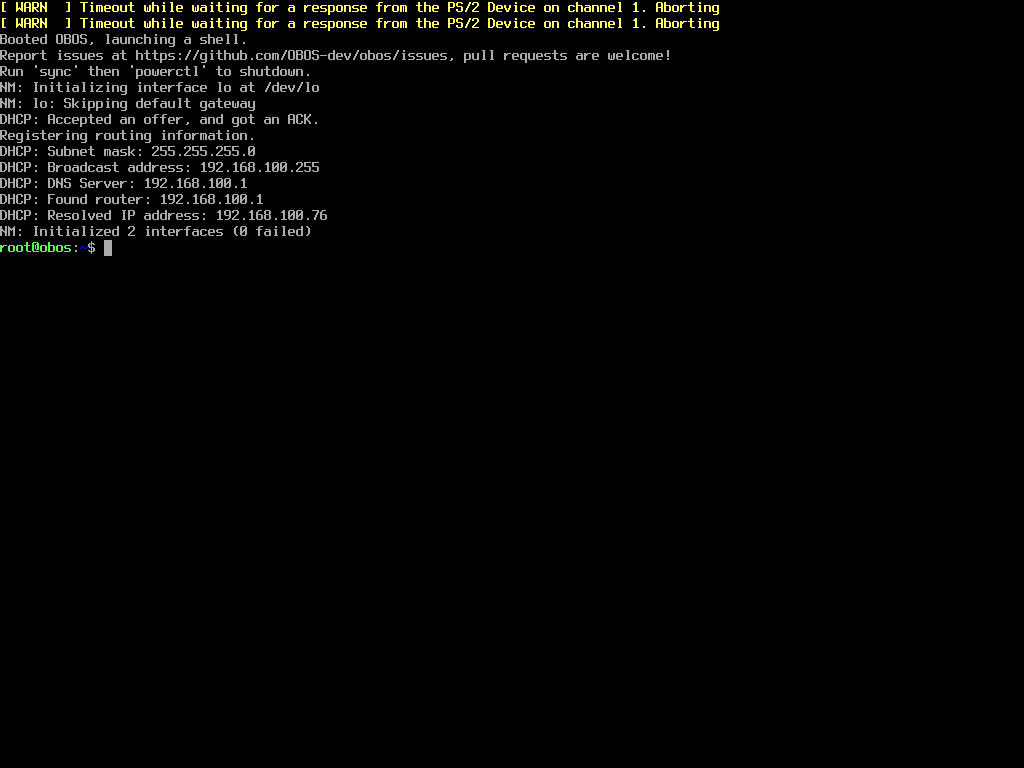 [ WARN  ] Timeout while waiting for a response from the PS/2 Device on channel 1. Aborting
[ WARN  ] Timeout while waiting for a response from the PS/2 Device on channel 1. Aborting
Booted OBOS, launching a shell.
Report issues at https://github.com/OBOS-dev/obos/issues, pull requests are welcome!
Run 'sync' then 'powerctl' to shutdown.
NM: Initializing interface lo at /dev/lo
NM: lo: Skipping default gateway
DHCP: Accepted an offer, and got an ACK.
Registering routing information.
DHCP: Subnet mask: 255.255.255.0
DHCP: Broadcast address: 192.168.100.255
DHCP: DNS Server: 192.168.100.1
DHCP: Found router: 192.168.100.1
DHCP: Resolved IP address: 192.168.100.76
NM: Initialized 2 interfaces (0 failed)
root@obos:~$